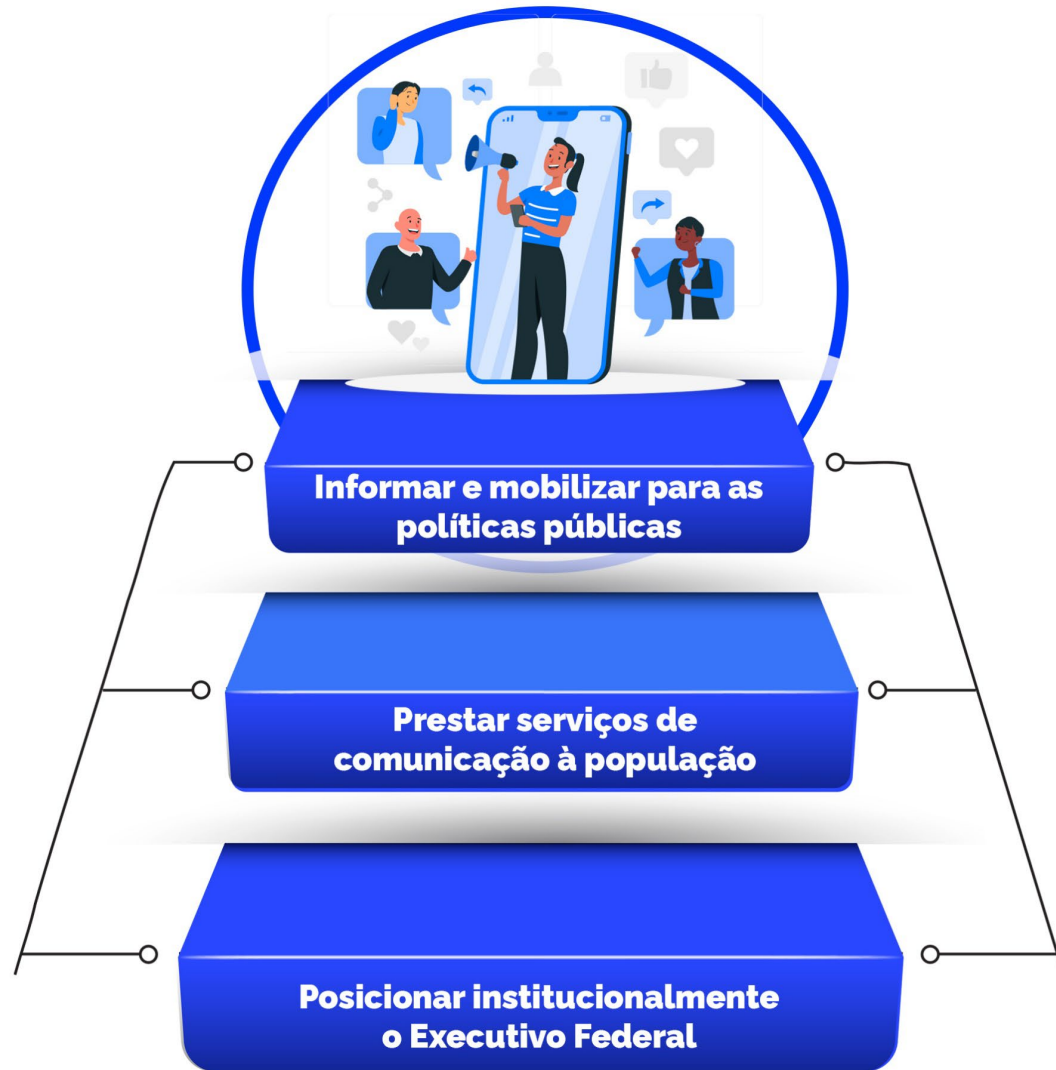 Informar e mobilizar para as
políticas públicas
Prestar serviços de
comunicação à população
Posicionar institucionalmente
o Executivo Federal